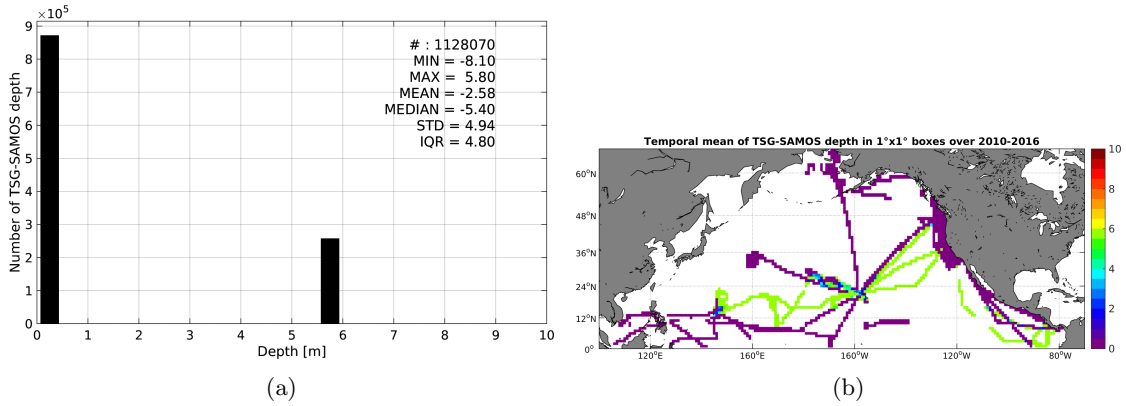 ×10⁵
9
8
7
6
5
4
3
2
1
0
Number of TSG-SAMOS depth
# : 1128070
MIN = -8.10
MAX = 5.80
MEAN = -2.58
MEDIAN = -5.40
STD = 4.94
IQR = 4.80
0 1 2 3 4 5 6 7 8 9 10
Depth [m]
(a)
Temporal mean of TSG-SAMOS depth in 1°x1° boxes over 2010-2016
60°N
48°N
36°N
24°N
12°N
0°
120°E 160°E 160°W 120°W 80°W
10
8
6
4
2
0
(b)